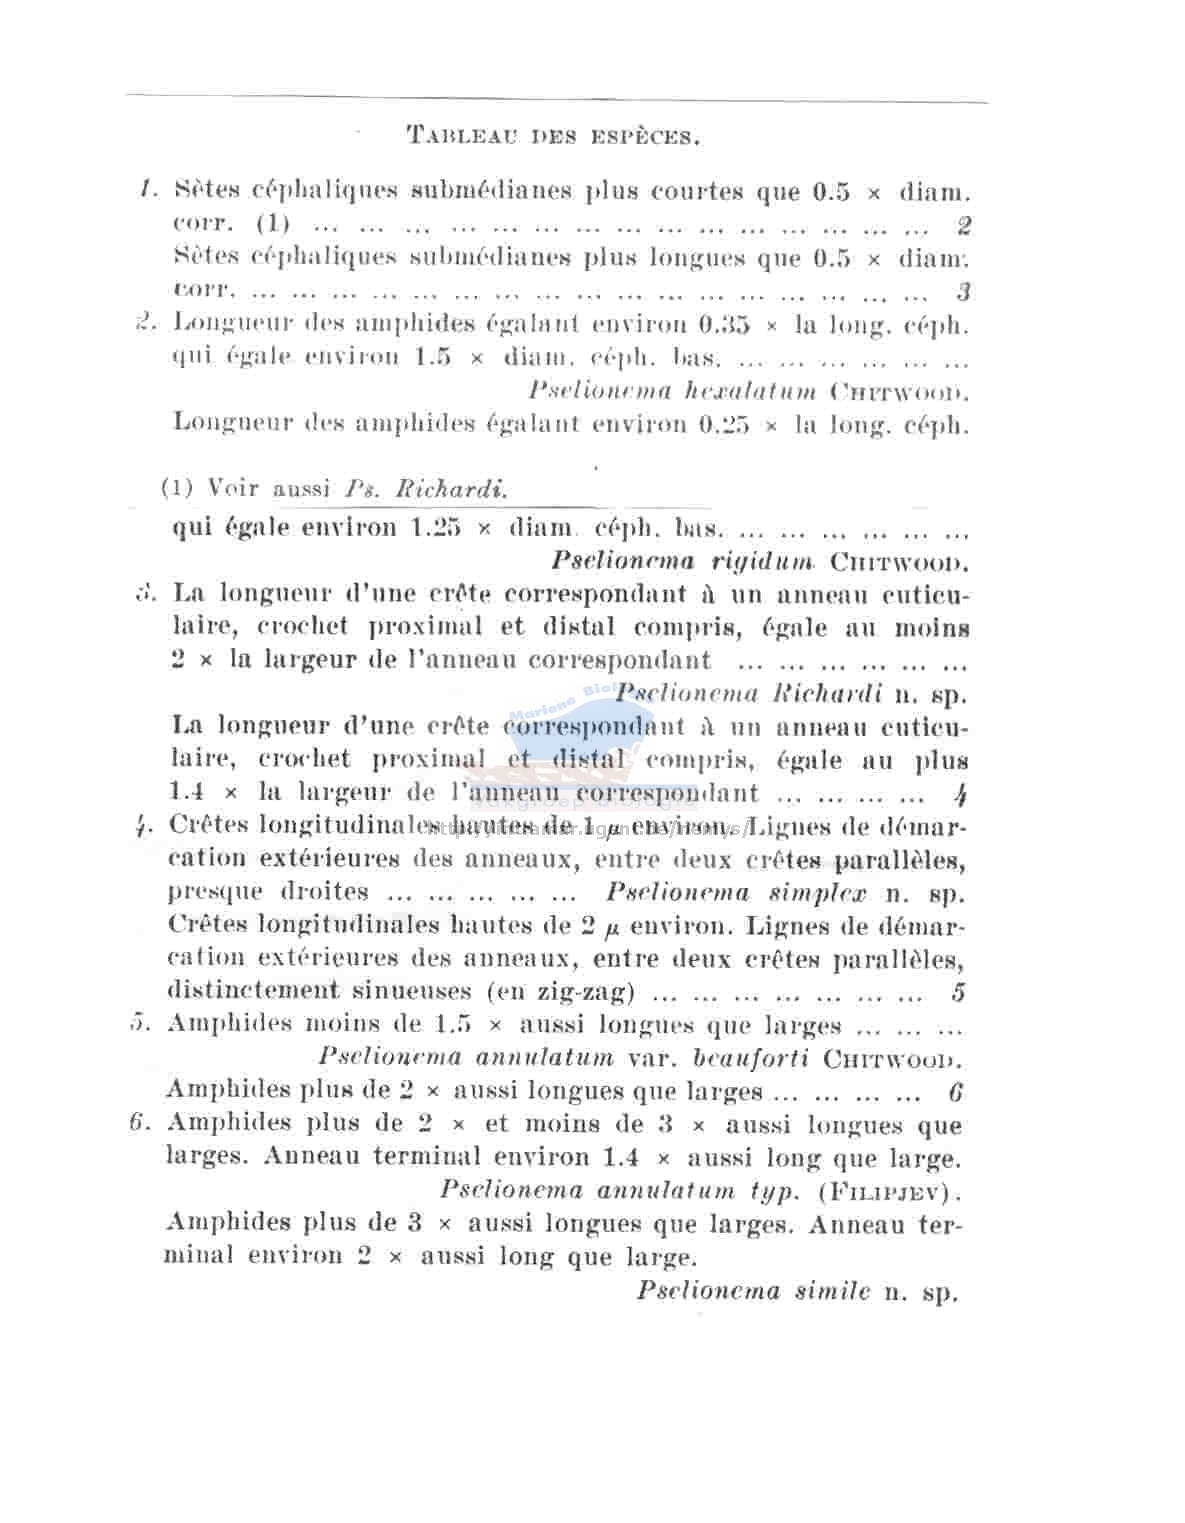 TABLEAU DES ESPÈCES.
1. Sètes céphaliques submédianes plus courtes que 0.5 × diam.
corr. (1) ... ... ... ... ... ... ... ... ... ... ... ... ... ... ... 2
Sètes céphaliques submédianes plus longues que 0.5 × diam.
corr. ... ... ... ... ... ... ... ... ... ... ... ... ... ... ... ... ... 3
2. Longueur des amphides égalant environ 0.35 × la long. céph.
qui égale environ 1.5 × diam. céph. bas. ... ... ... ... ... ...
Pselionema hexalatum CHITWOOD.
Longueur des amphides égalant environ 0.25 × la long. céph.
(1) Voir aussi Ps. Richardi.
qui égale environ 1.25 × diam. céph. bas. ... ... ... ... ... ...
Pselionema rigidum CHITWOOD.
3. La longueur d'une crête correspondant à un anneau cuticu-
laire, crochet proximal et distal compris, égale au moins
2 × la largeur de l'anneau correspondant ... ... ... ... ... ...
Pselionema Richardi n. sp.
La longueur d'une crête correspondant à un anneau cuticu-
laire, crochet proximal et distal compris, égale au plus
1.4 × la largeur de l'anneau correspondant ... ... ... ... 4
4. Crêtes longitudinales hautes de 1 μ environ. Lignes de démar-
cation extérieures des anneaux, entre deux crêtes parallèles,
presque droites ... ... ... ... ... Pselionema simplex n. sp.
Crêtes longitudinales hautes de 2 μ environ. Lignes de démar-
cation extérieures des anneaux, entre deux crêtes parallèles,
distinctement sinueuses (en zig-zag) ... ... ... ... ... ... ... 5
5. Amphides moins de 1.5 × aussi longues que larges ... ... ...
Pselionema annulatum var. beauforti CHITWOOD.
Amphides plus de 2 × aussi longues que larges ... ... ... ... 6
6. Amphides plus de 2 × et moins de 3 × aussi longues que
larges. Anneau terminal environ 1.4 × aussi long que large.
Pselionema annulatum typ. (FILIPJEV).
Amphides plus de 3 × aussi longues que larges. Anneau ter-
minal environ 2 × aussi long que large.
Pselionema simile n. sp.